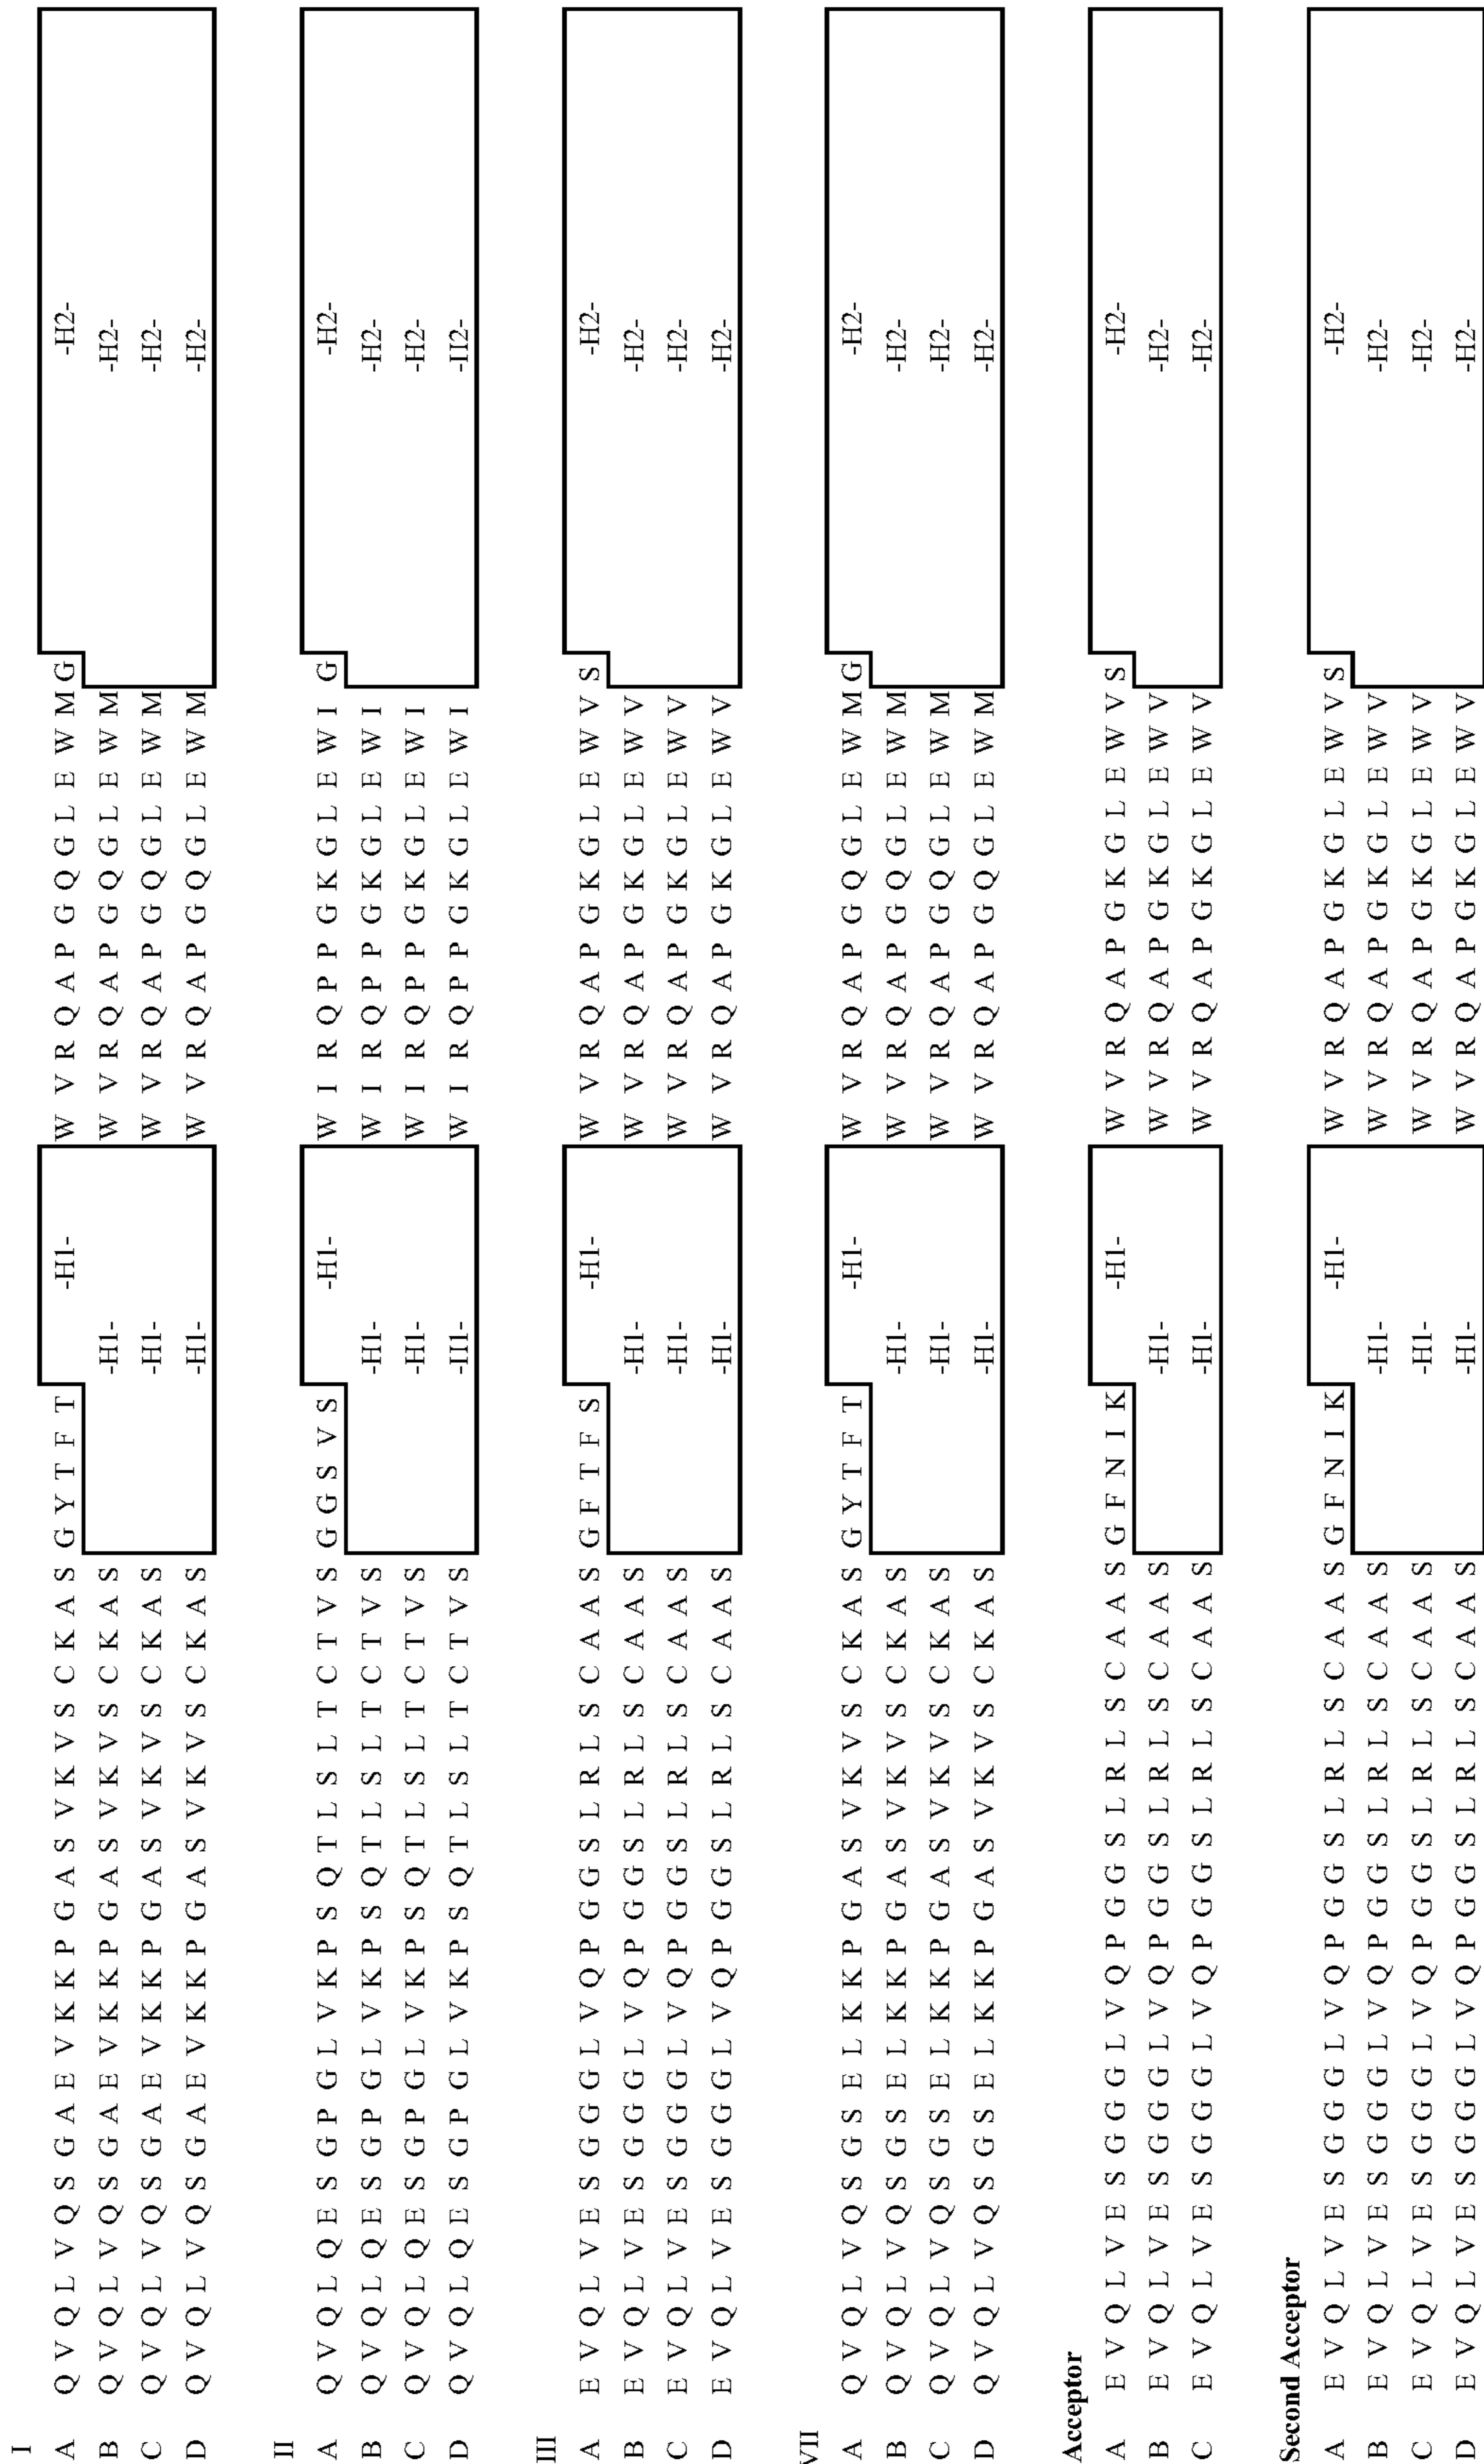 I
A Q V Q L V Q S G A E V K K P G A S V K V S C K A S G Y T F T -H1- W V R Q A P G Q G L E W M G -H2-
B Q V Q L V Q S G A E V K K P G A S V K V S C K A S -H1- W V R Q A P G Q G L E W M -H2-
C Q V Q L V Q S G A E V K K P G A S V K V S C K A S -H1- W V R Q A P G Q G L E W M -H2-
D Q V Q L V Q S G A E V K K P G A S V K V S C K A S -H1- W V R Q A P G Q G L E W M -H2-
II
A Q V Q L Q E S G P G L V K P S Q T L S L T C T V S G G S V S -H1- W I R Q P P G K G L E W I G -H2-
B Q V Q L Q E S G P G L V K P S Q T L S L T C T V S -H1- W I R Q P P G K G L E W I -H2-
C Q V Q L Q E S G P G L V K P S Q T L S L T C T V S -H1- W I R Q P P G K G L E W I -H2-
D Q V Q L Q E S G P G L V K P S Q T L S L T C T V S -II1- W I R Q P P G K G L E W I -II2-
III
A E V Q L V E S G G G L V Q P G G S L R L S C A A S G F T F S -H1- W V R Q A P G K G L E W V S -H2-
B E V Q L V E S G G G L V Q P G G S L R L S C A A S -H1- W V R Q A P G K G L E W V -H2-
C E V Q L V E S G G G L V Q P G G S L R L S C A A S -H1- W V R Q A P G K G L E W V -H2-
D E V Q L V E S G G G L V Q P G G S L R L S C A A S -H1- W V R Q A P G K G L E W V -H2-
VII
A Q V Q L V Q S G S E L K K P G A S V K V S C K A S G Y T F T -H1- W V R Q A P G Q G L E W M G -H2-
B Q V Q L V Q S G S E L K K P G A S V K V S C K A S -H1- W V R Q A P G Q G L E W M -H2-
C Q V Q L V Q S G S E L K K P G A S V K V S C K A S -H1- W V R Q A P G Q G L E W M -H2-
D Q V Q L V Q S G S E L K K P G A S V K V S C K A S -H1- W V R Q A P G Q G L E W M -H2-
Acceptor
A E V Q L V E S G G G L V Q P G G S L R L S C A A S G F N I K -H1- W V R Q A P G K G L E W V S -H2-
B E V Q L V E S G G G L V Q P G G S L R L S C A A S -H1- W V R Q A P G K G L E W V -H2-
C E V Q L V E S G G G L V Q P G G S L R L S C A A S -H1- W V R Q A P G K G L E W V -H2-
Second Acceptor
A E V Q L V E S G G G L V Q P G G S L R L S C A A S G F N I K -H1- W V R Q A P G K G L E W V S -H2-
B E V Q L V E S G G G L V Q P G G S L R L S C A A S -H1- W V R Q A P G K G L E W V -H2-
C E V Q L V E S G G G L V Q P G G S L R L S C A A S -H1- W V R Q A P G K G L E W V -H2-
D E V Q L V E S G G G L V Q P G G S L R L S C A A S -H1- W V R Q A P G K G L E W V -H2-